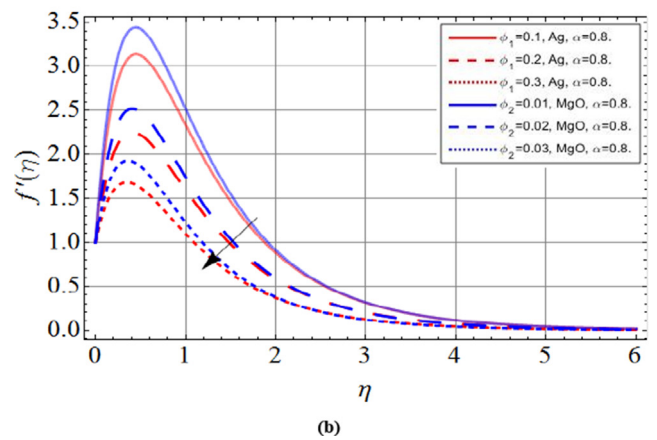 3.5
3.0
2.5
2.0
1.5
1.0
0.5
0.0
f'(η)
ϕ₁=0.1, Ag, α=0.8.
ϕ₁=0.2, Ag, α=0.8.
ϕ₁=0.3, Ag, α=0.8.
ϕ₂=0.01, MgO, α=0.8.
ϕ₂=0.02, MgO, α=0.8.
ϕ₂=0.03, MgO, α=0.8.
0 1 2 3 4 5 6
η
(b)